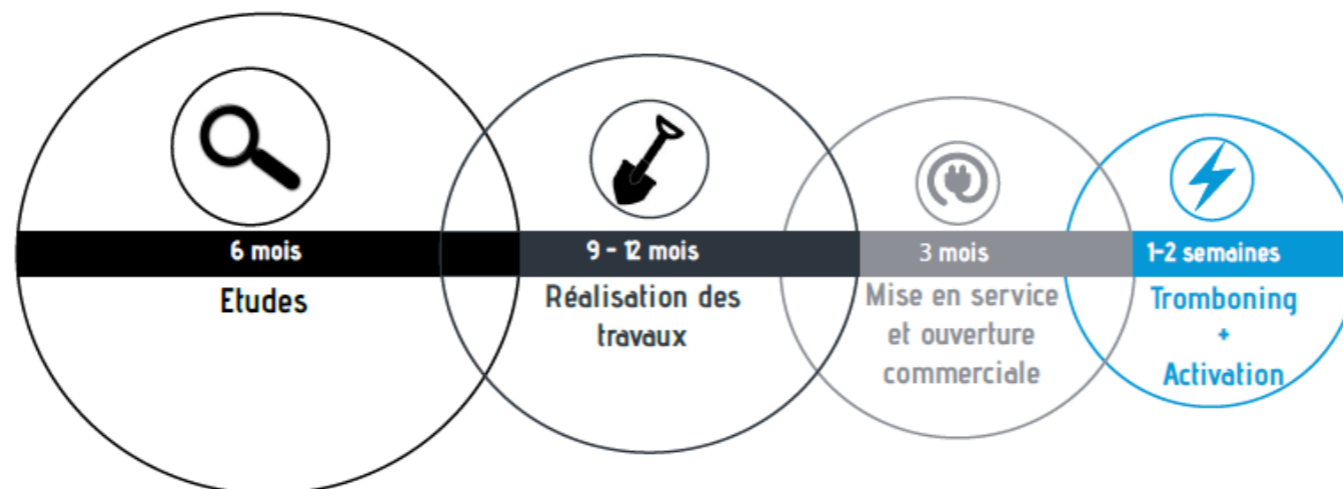 6 mois
Etudes
9 - 12 mois
Réalisation des
travaux
3 mois
Mise en service
et ouverture
commerciale
1-2 semaines
Tromboning
+
Activation